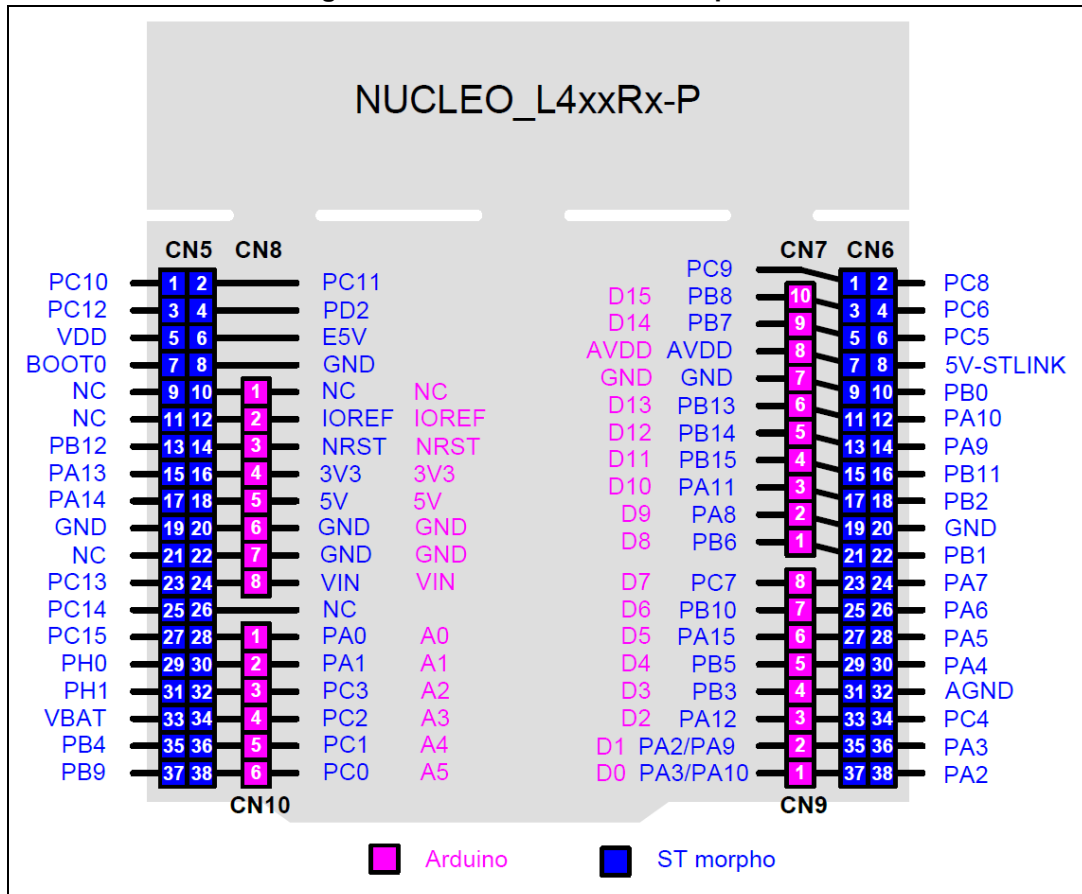 NUCLEO_L4xxRx-P
CN5 CN8 CN7 CN6
PC9
PC10 1 2 PC11 1 2 PC8
D15 PB8 10
PC12 3 4 PD2 3 4 PC6
D14 PB7 9
VDD 5 6 E5V 5 6 PC5
AVDD AVDD 8
BOOT0 7 8 GND 7 8 5V-STLINK
GND GND 7
NC 9 10 1 NC NC 9 10 PB0
D13 PB13 6
NC 11 12 2 IOREF IOREF 11 12 PA10
D12 PB14 5
PB12 13 14 3 NRST NRST 13 14 PA9
D11 PB15 4
PA13 15 16 4 3V3 3V3 15 16 PB11
D10 PA11 3
PA14 17 18 5 5V 5V 17 18 PB2
D9 PA8 2
GND 19 20 6 GND GND 19 20 GND
D8 PB6 1
NC 21 22 7 GND GND 21 22 PB1
PC13 23 24 8 VIN VIN D7 PC7 8 23 24 PA7
PC14 25 26 NC D6 PB10 7 25 26 PA6
PC15 27 28 1 PA0 A0 D5 PA15 6 27 28 PA5
PH0 29 30 2 PA1 A1 D4 PB5 5 29 30 PA4
PH1 31 32 3 PC3 A2 D3 PB3 4 31 32 AGND
VBAT 33 34 4 PC2 A3 D2 PA12 3 33 34 PC4
PB4 35 36 5 PC1 A4 D1 PA2/PA9 2 35 36 PA3
PB9 37 38 6 PC0 A5 D0 PA3/PA10 1 37 38 PA2
CN10 CN9
Arduino ST morpho